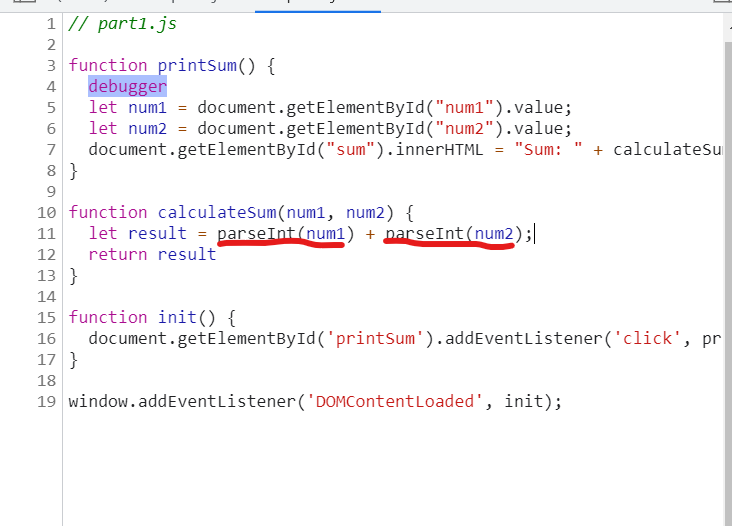 1 // part1.js
2
3 function printSum() {
4   debugger
5   let num1 = document.getElementById("num1").value;
6   let num2 = document.getElementById("num2").value;
7   document.getElementById("sum").innerHTML = "Sum: " + calculateSu
8 }
9
10 function calculateSum(num1, num2) {
11   let result = parseInt(num1) + parseInt(num2);
12   return result
13 }
14
15 function init() {
16   document.getElementById('printSum').addEventListener('click', pr
17 }
18
19 window.addEventListener('DOMContentLoaded', init);